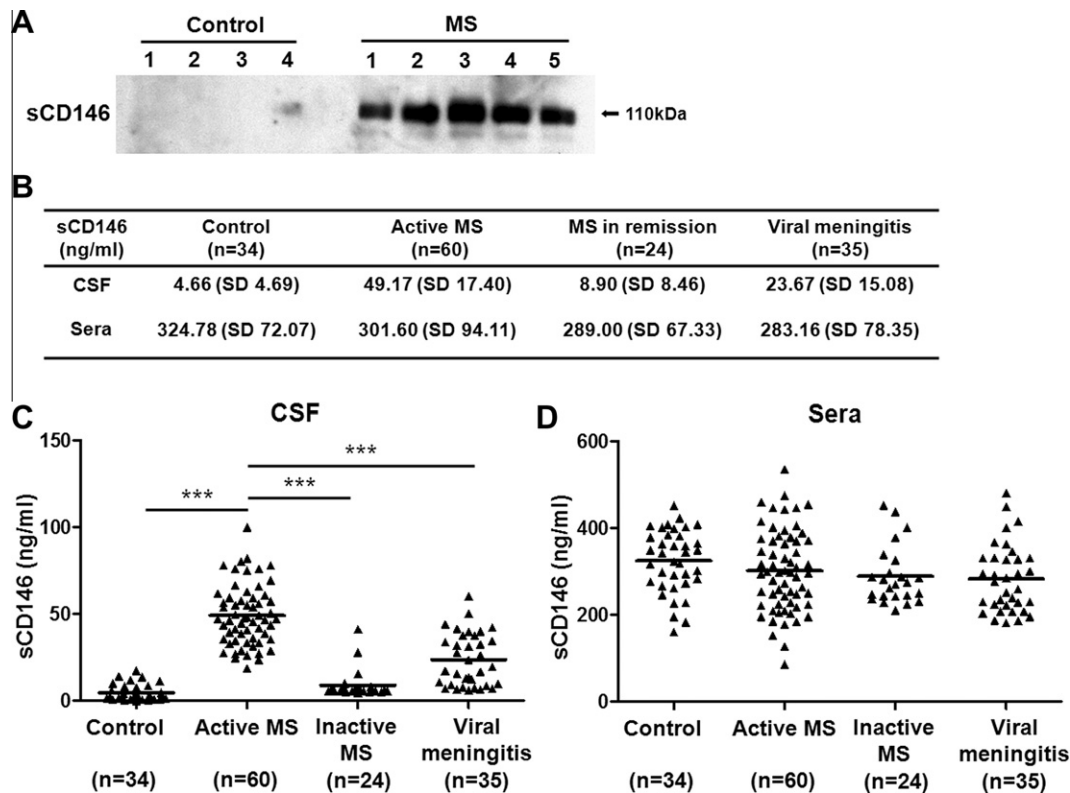 A
Control MS
1 2 3 4 1 2 3 4 5
sCD146 110kDa
B
sCD146 Control Active MS MS in remission Viral meningitis
(ng/ml) (n=34) (n=60) (n=24) (n=35)
CSF 4.66 (SD 4.69) 49.17 (SD 17.40) 8.90 (SD 8.46) 23.67 (SD 15.08)
Sera 324.78 (SD 72.07) 301.60 (SD 94.11) 289.00 (SD 67.33) 283.16 (SD 78.35)
C CSF
sCD146 (ng/ml)
150
100
50
0
***
***
***
Control Active MS Inactive Viral
MS meningitis
(n=34) (n=60) (n=24) (n=35)
D Sera
sCD146 (ng/ml)
600
400
200
0
Control Active MS Inactive Viral
MS meningitis
(n=34) (n=60) (n=24) (n=35)